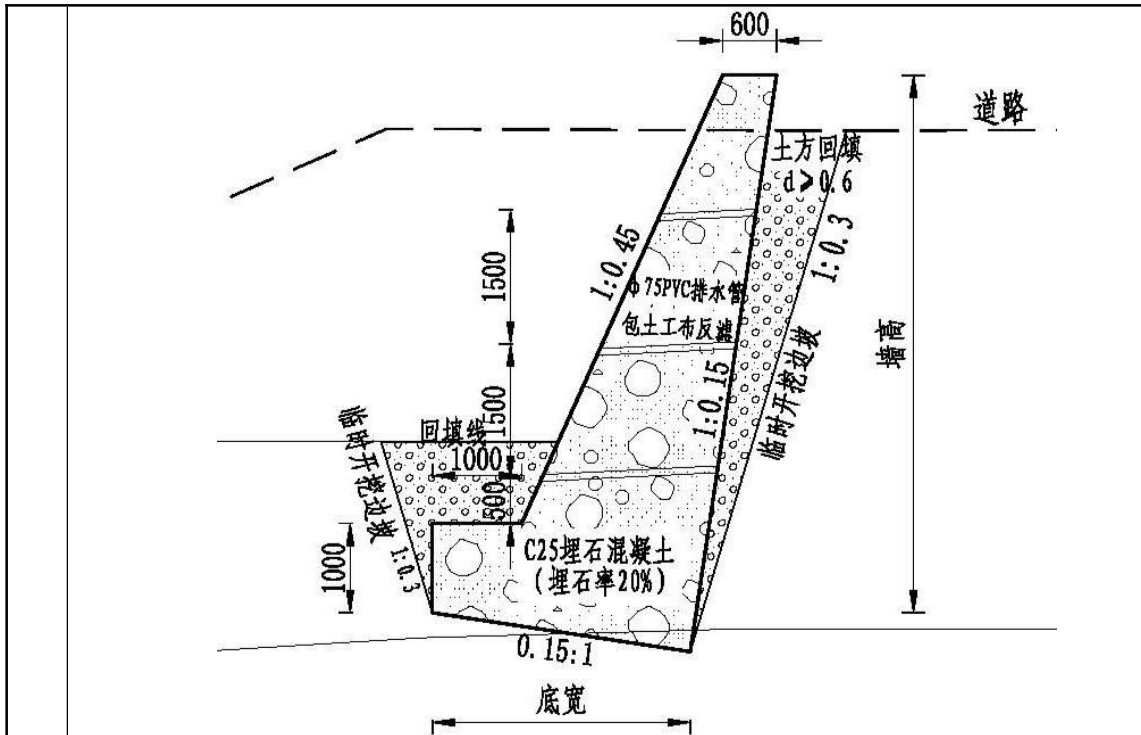 600
道路
土方回填
d≥0.6
1:0.3
1:0.45
1500
φ75PVC排水管
包土工布反滤
墙高
1:0.15
临时开挖边坡
1500
回填线
临时开挖边坡 1:0.3
1000
500
C25埋石混凝土
(埋石率20%)
1000
0.15:1
底宽